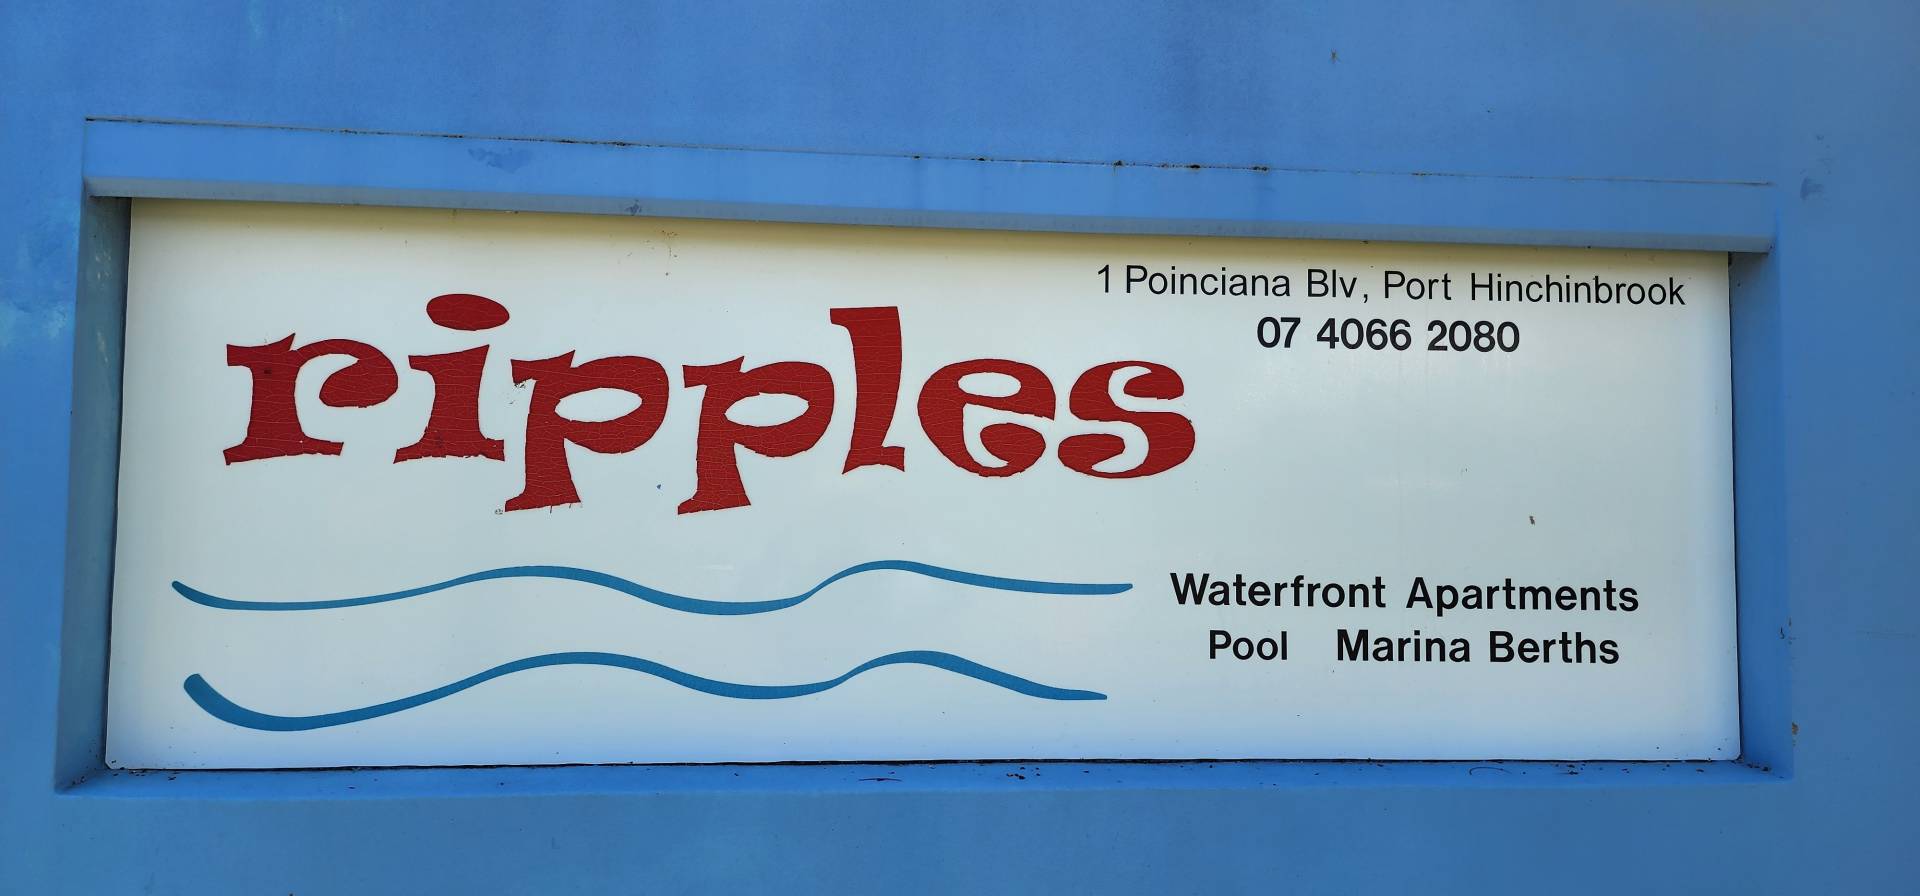 ripples
1 Poinciana Blv, Port Hinchinbrook
07 4066 2080
Waterfront Apartments
Pool Marina Berths